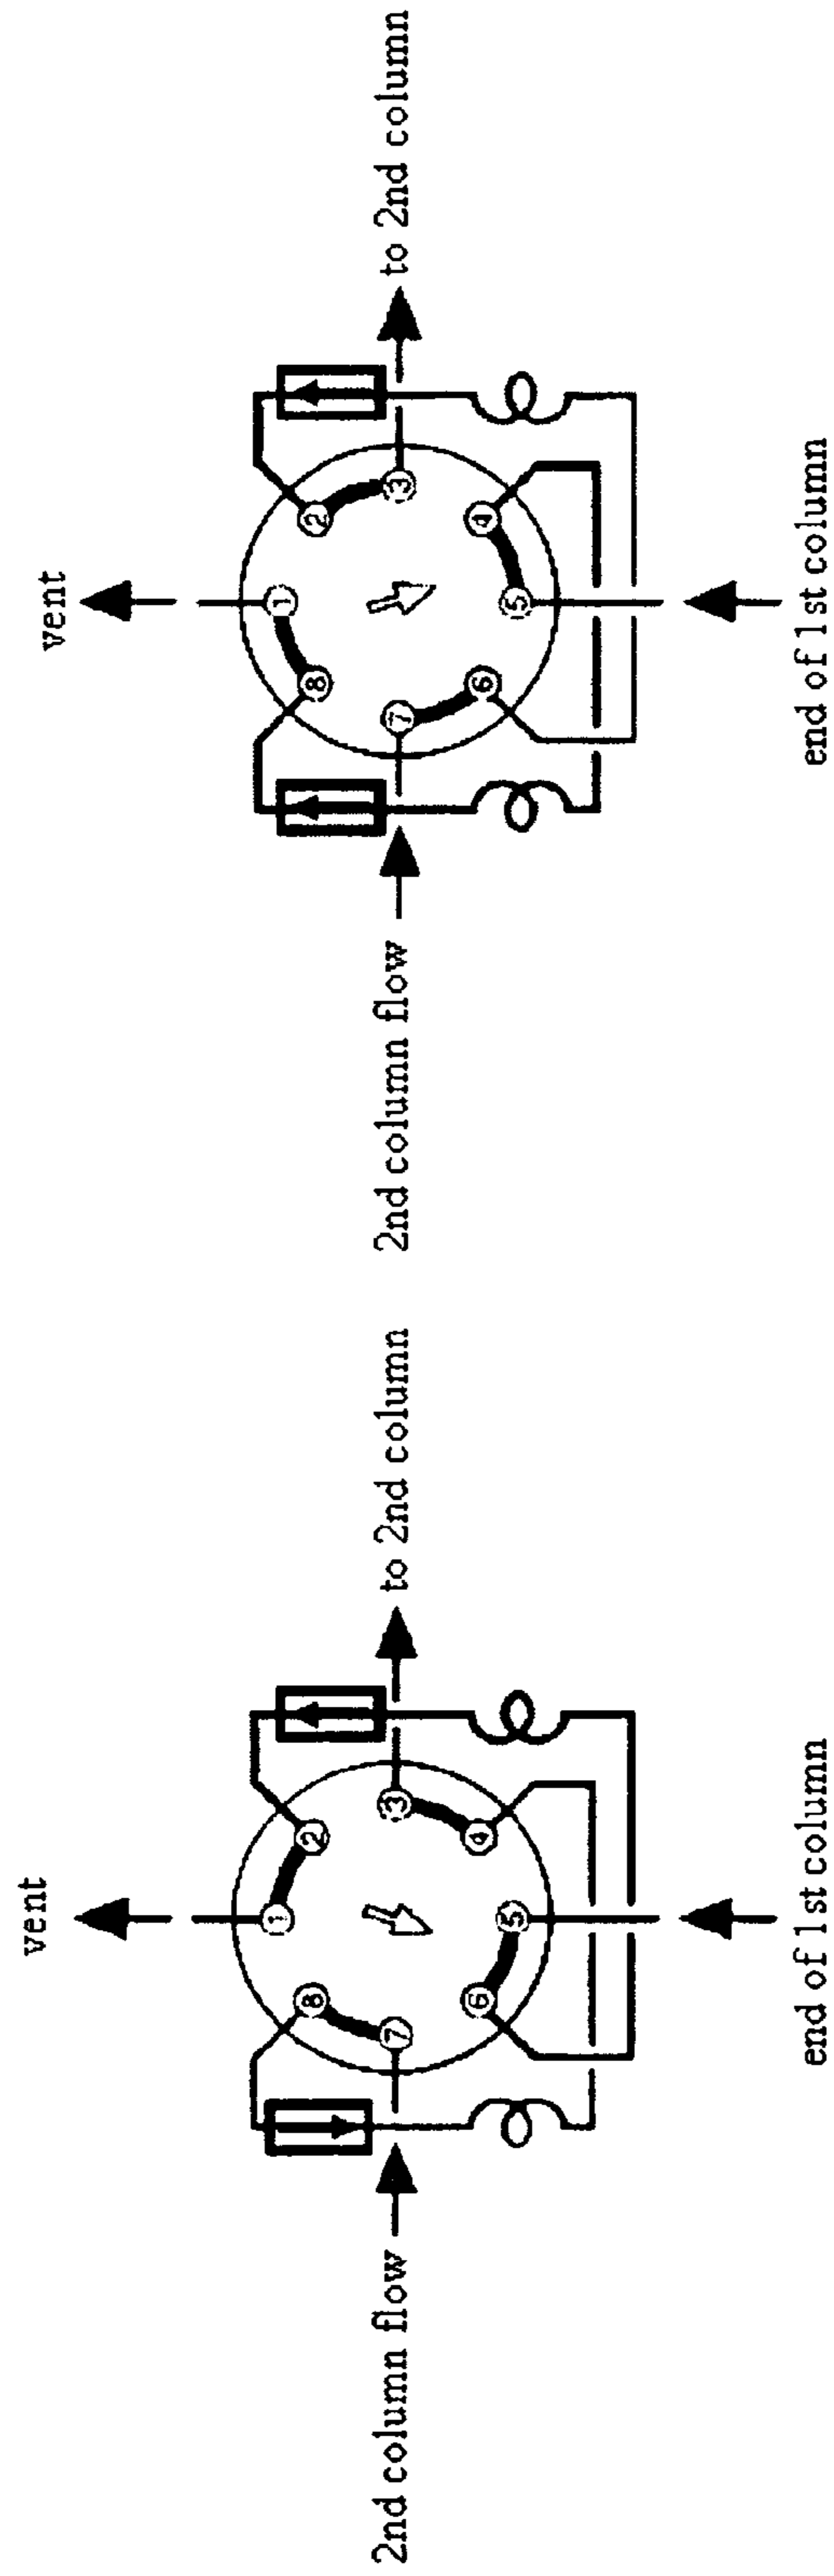 vent
2nd column flow
to 2nd column
end of 1st column
1
2
3
4
5
6
7
8
vent
2nd column flow
to 2nd column
end of 1st column
1
2
3
4
5
6
7
8